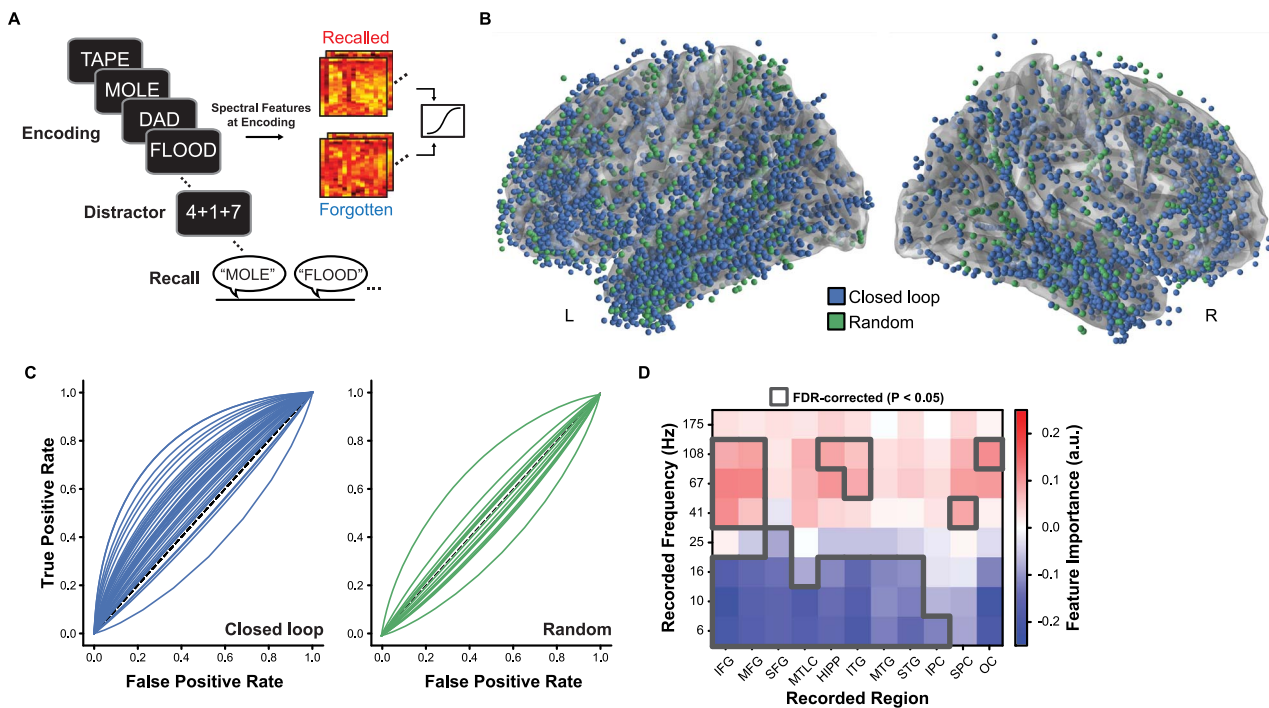 A
TAPE
MOLE
DAD
FLOOD
Encoding
Spectral Features
at Encoding
Recalled
Forgotten
Distractor
4+1+7
Recall
"MOLE"
"FLOOD"
B
L
R
Closed loop
Random
C
True Positive Rate
1.0
0.8
0.6
0.4
0.2
0.0
0.0
0.2
0.4
0.6
0.8
1.0
Closed loop
False Positive Rate
1.0
0.8
0.6
0.4
0.2
0.0
0.0
0.2
0.4
0.6
0.8
1.0
Random
False Positive Rate
D
FDR-corrected (P < 0.05)
Recorded Frequency (Hz)
175
108
67
41
25
16
10
6
IFG
MFG
SFG
MTLC
HIPP
ITG
MTG
STG
IPC
SPC
OC
Recorded Region
0.2
0.1
0.0
-0.1
-0.2
Feature Importance (a.u.)